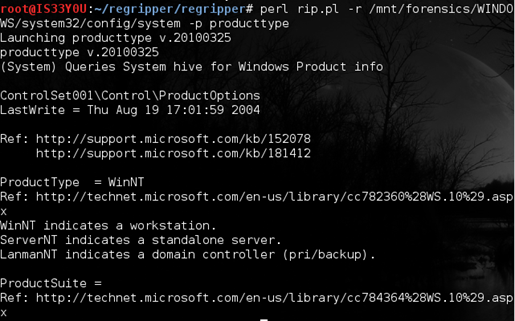 root@IS33Y0U:~/regripper/regripper# perl rip.pl -r /mnt/forensics/WINDO
WS/system32/config/system -p producttype
Launching producttype v.20100325
producttype v.20100325
(System) Queries System hive for Windows Product info
ControlSet001\Control\ProductOptions
LastWrite = Thu Aug 19 17:01:59 2004
Ref: http://support.microsoft.com/kb/152078
http://support.microsoft.com/kb/181412
ProductType  = WinNT
Ref: http://technet.microsoft.com/en-us/library/cc782360%28WS.10%29.asp
x
WinNT indicates a workstation.
ServerNT indicates a standalone server.
LanmanNT indicates a domain controller (pri/backup).
ProductSuite =
Ref: http://technet.microsoft.com/en-us/library/cc784364%28WS.10%29.asp
x